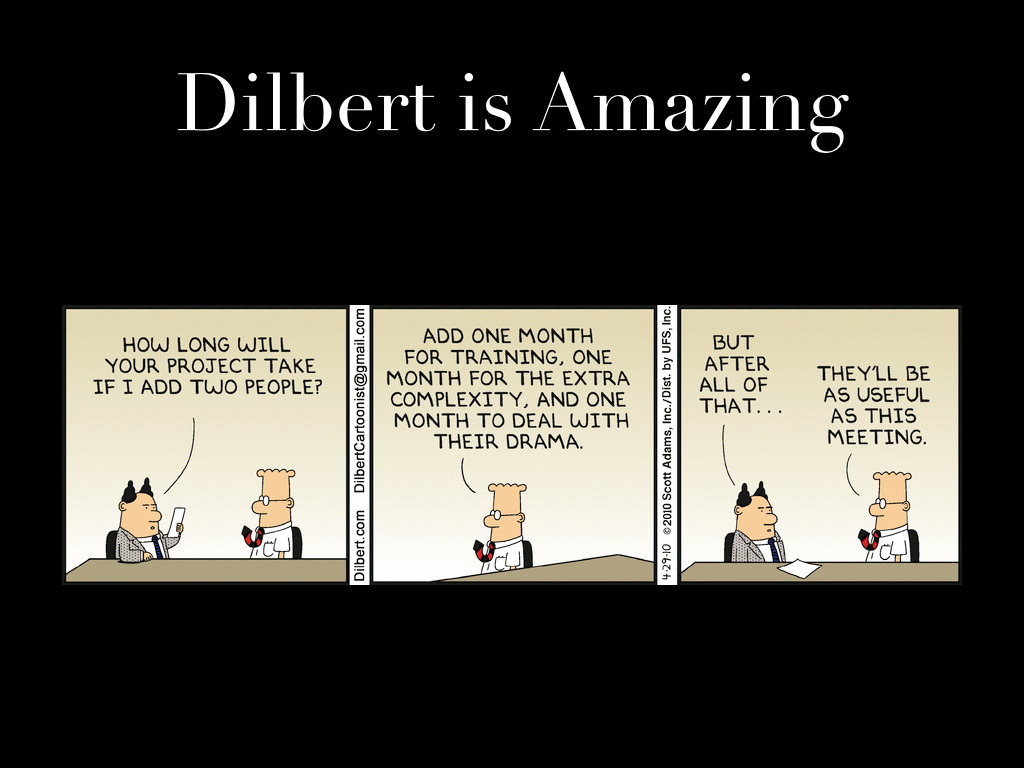 Dilbert is Amazing
HOW LONG WILL
YOUR PROJECT TAKE
IF I ADD TWO PEOPLE?
Dilbert.com DilbertCartoonist@gmail.com
ADD ONE MONTH
FOR TRAINING, ONE
MONTH FOR THE EXTRA
COMPLEXITY, AND ONE
MONTH TO DEAL WITH
THEIR DRAMA.
4-29-10 ©2010 Scott Adams, Inc./Dist. by UFS, Inc.
BUT
AFTER
ALL OF
THAT...
THEY'LL BE
AS USEFUL
AS THIS
MEETING.